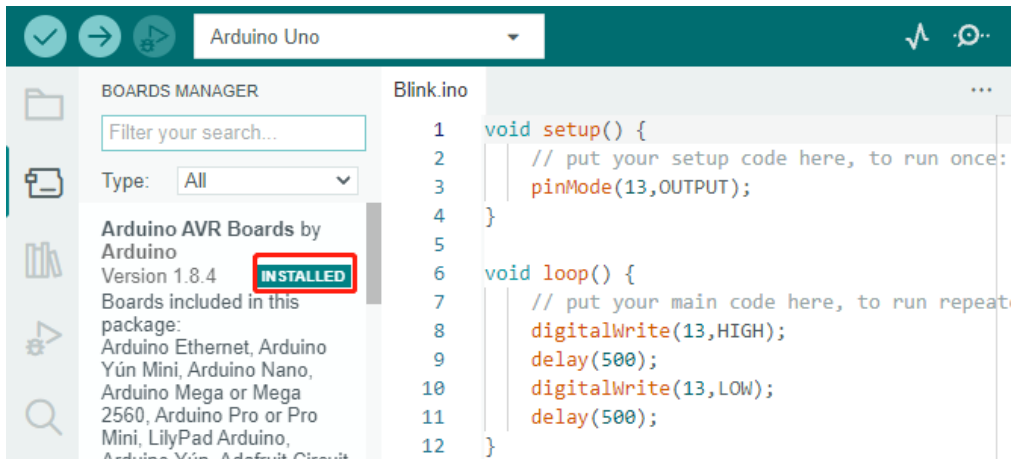 Arduino Uno
BOARDS MANAGER
Filter your search...
Type: All
Arduino AVR Boards by
Arduino
Version 1.8.4 INSTALLED
Boards included in this
package:
Arduino Ethernet, Arduino
Yún Mini, Arduino Nano,
Arduino Mega or Mega
2560, Arduino Pro or Pro
Mini, LilyPad Arduino,
Arduino Yún, Adafruit Circuit
Blink.ino
1 void setup() {
2 // put your setup code here, to run once:
3 pinMode(13,OUTPUT);
4 }
5
6 void loop() {
7 // put your main code here, to run repeat
8 digitalWrite(13,HIGH);
9 delay(500);
10 digitalWrite(13,LOW);
11 delay(500);
12 }